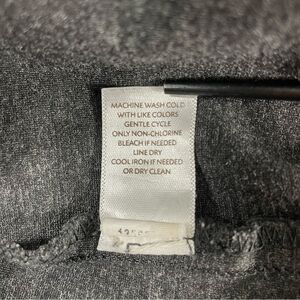 MACHINE WASH COLD
WITH LIKE COLORS
GENTLE CYCLE
ONLY NON-CHLORINE
BLEACH IF NEEDED
LINE DRY
COOL IRON IF NEEDED
OR DRY CLEAN